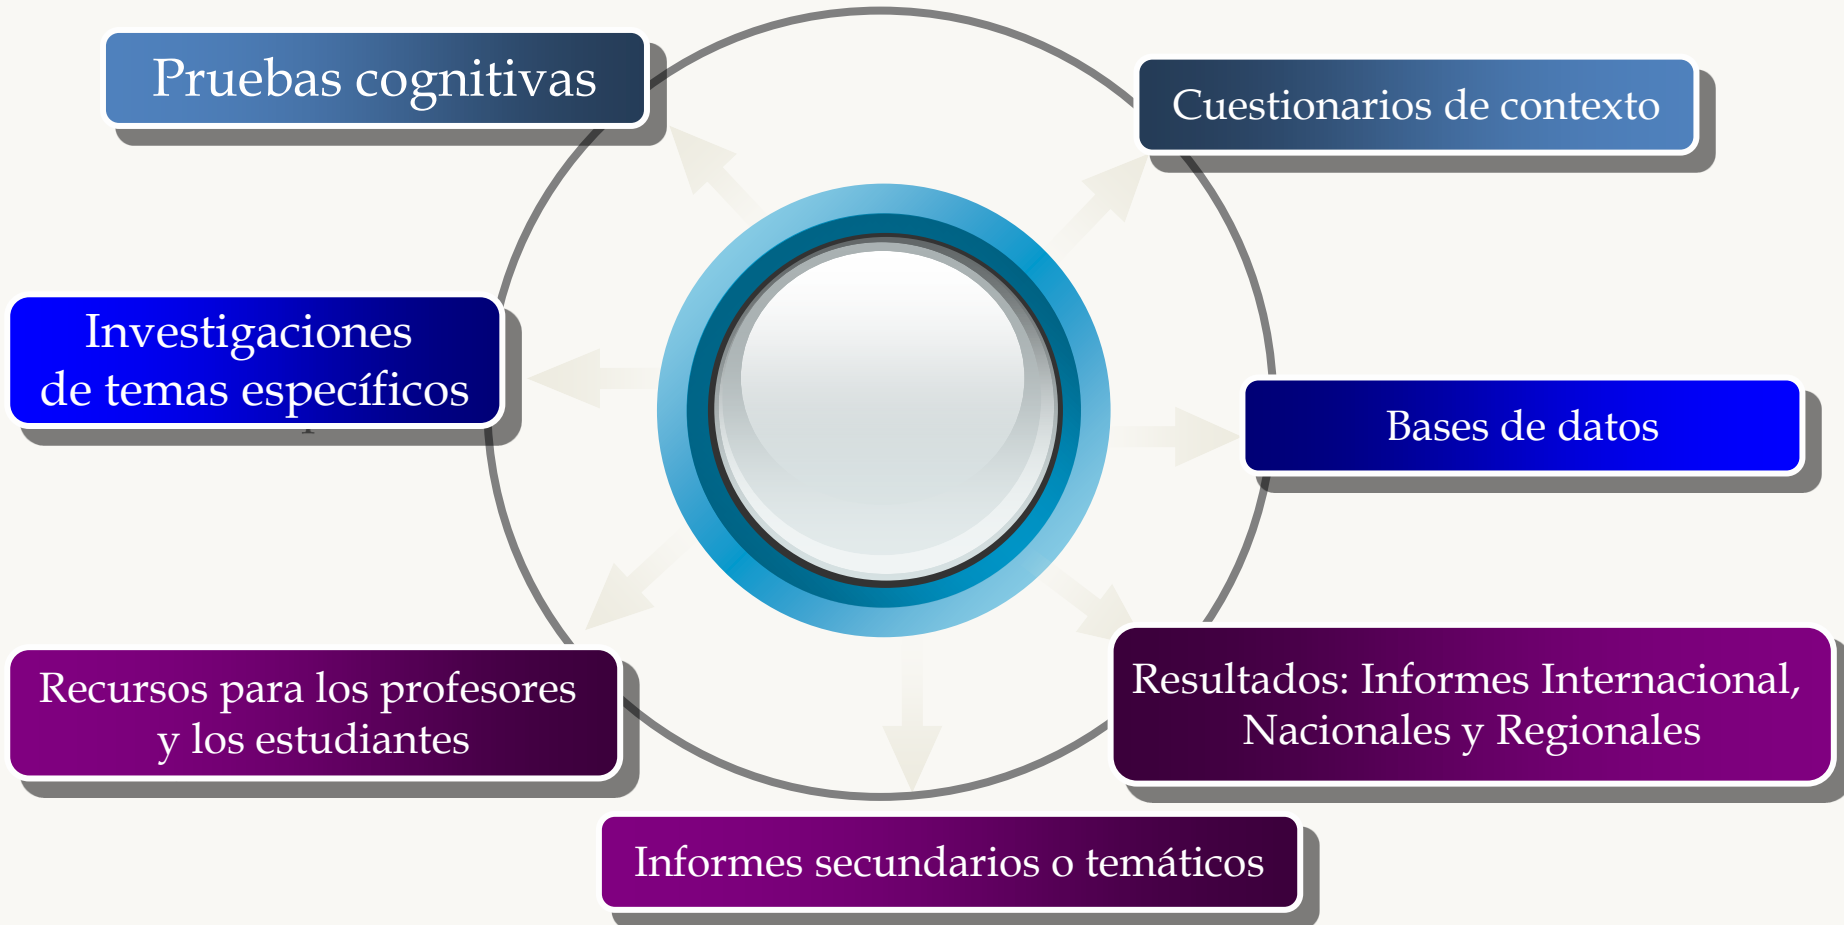 Pruebas cognitivas
Cuestionarios de contexto
Investigaciones
de temas específicos
Bases de datos
Recursos para los profesores
y los estudiantes
Resultados: Informes Internacional,
Nacionales y Regionales
Informes secundarios o temáticos